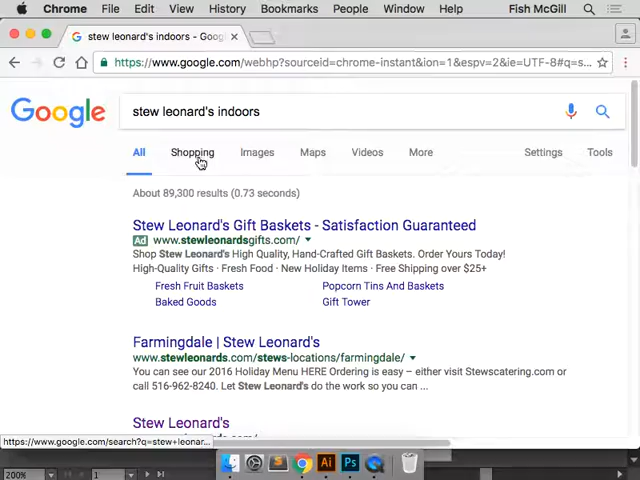 Chrome File Edit View History Bookmarks People Window Help Fish McGill
stew leonard's indoors - Goog
https://www.google.com/webhp?sourceid=chrome-instant&ion=1&espv=2&ie=UTF-8#q=s...
Google
stew leonard's indoors
All Shopping Images Maps Videos More Settings Tools
About 89,300 results (0.73 seconds)
Stew Leonard's Gift Baskets - Satisfaction Guaranteed
Ad www.stewleonardsgifts.com/
Shop Stew Leonard's High Quality, Hand-Crafted Gift Baskets. Order Yours Today!
High-Quality Gifts · Fresh Food · New Holiday Items · Free Shipping over $25+
Fresh Fruit Baskets Popcorn Tins And Baskets
Baked Goods Gift Tower
Farmingdale | Stew Leonard's
www.stewleonards.com/stews-locations/farmingdale/
You can see our 2016 Holiday Menu HERE Ordering is easy – either visit Stewscatering.com or
call 516-962-8240. Let Stew Leonard's do the work so you can ...
Stew Leonard's
https://www.google.com/search?q=stew+leonar...
Ai Ps
200% 1